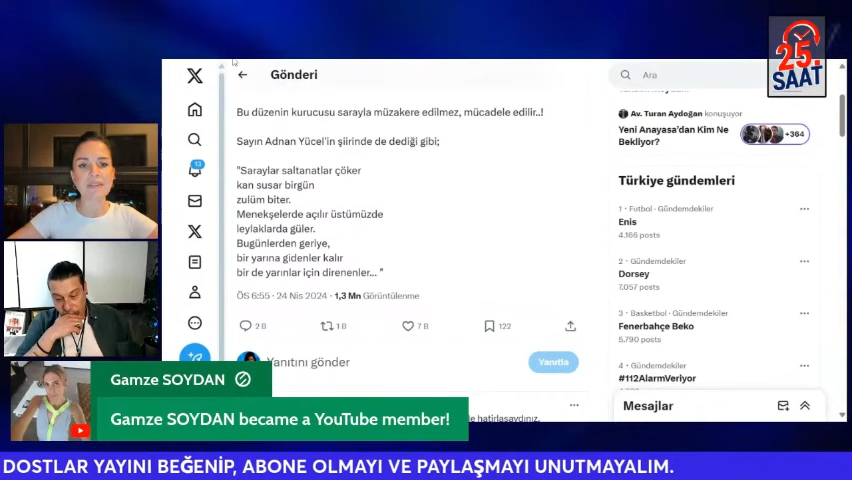 25.
SAAT
Gönderi
Ara
Bu düzenin kurucusu sarayla müzakere edilmez, mücadele edilir..!
Sayın Adnan Yücel'in şiirinde de dediği gibi;
"Saraylar saltanatlar çöker
kan susar birgün
zulüm biter.
Menekşelerde açılır üstümüzde
leylaklarda güler.
Bugünlerden geriye,
bir yarına gidenler kalır
bir de yarınlar için direnenler... "
ÖS 6:55 · 24 Nis 2024 · 1,3 Mn Görüntülenme
2 B
1 B
7 B
122
Yanıtını gönder
Yanıtla
13
Av. Turan Aydoğan konuşuyor
Yeni Anayasa'dan Kim Ne
Bekliyor?
+364
Türkiye gündemleri
1 · Futbol · Gündemdekiler
Enis
4.166 posts
2 · Gündemdekiler
Dorsey
7.057 posts
3 · Basketbol · Gündemdekiler
Fenerbahçe Beko
5.790 posts
4 · Gündemdekiler
#112AlarmVeriyor
Mesajlar
Gamze SOYDAN
Gamze SOYDAN became a YouTube member!
hatırlasaydınız.
DOSTLAR YAYINI BEĞENİP, ABONE OLMAYI VE PAYLAŞMAYI UNUTMAYALIM.